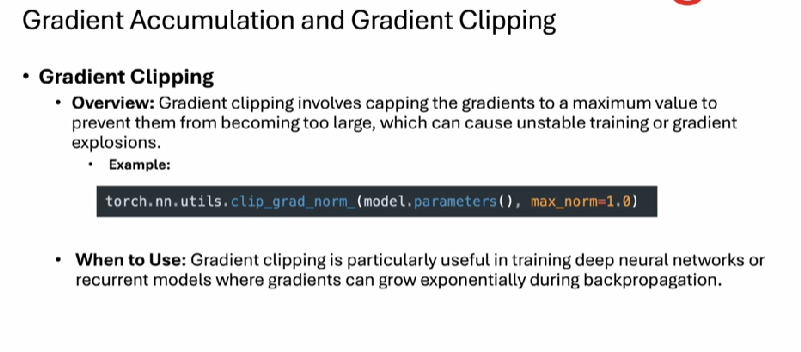 Gradient Accumulation and Gradient Clipping
• Gradient Clipping
• Overview: Gradient clipping involves capping the gradients to a maximum value to
prevent them from becoming too large, which can cause unstable training or gradient
explosions.
• Example:
torch.nn.utils.clip_grad_norm_(model.parameters(), max_norm=1.0)
• When to Use: Gradient clipping is particularly useful in training deep neural networks or
recurrent models where gradients can grow exponentially during backpropagation.